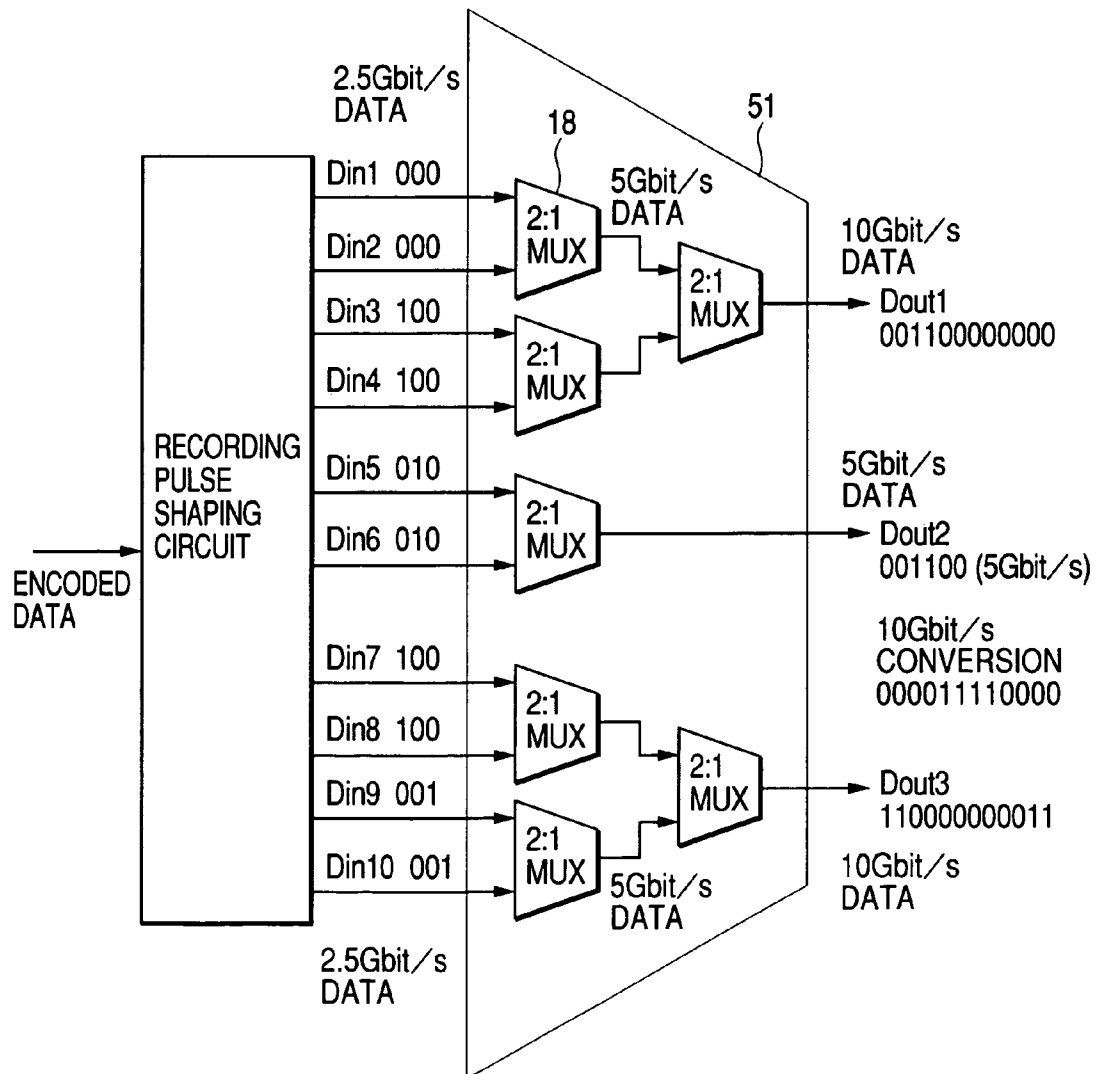 2.5Gbit/s
DATA
18
51
Din1 000
5Gbit/s
DATA
2:1
MUX
10Gbit/s
DATA
Din2 000
2:1
MUX
Dout1
001100000000
Din3 100
2:1
MUX
Din4 100
RECORDING
PULSE
SHAPING
CIRCUIT
Din5 010
2:1
MUX
5Gbit/s
DATA
Din6 010
Dout2
001100 (5Gbit/s)
ENCODED
DATA
10Gbit/s
CONVERSION
000011110000
Din7 100
2:1
MUX
Din8 100
2:1
MUX
Dout3
110000000011
Din9 001
2:1
MUX
Din10 001
5Gbit/s
DATA
10Gbit/s
DATA
2.5Gbit/s
DATA